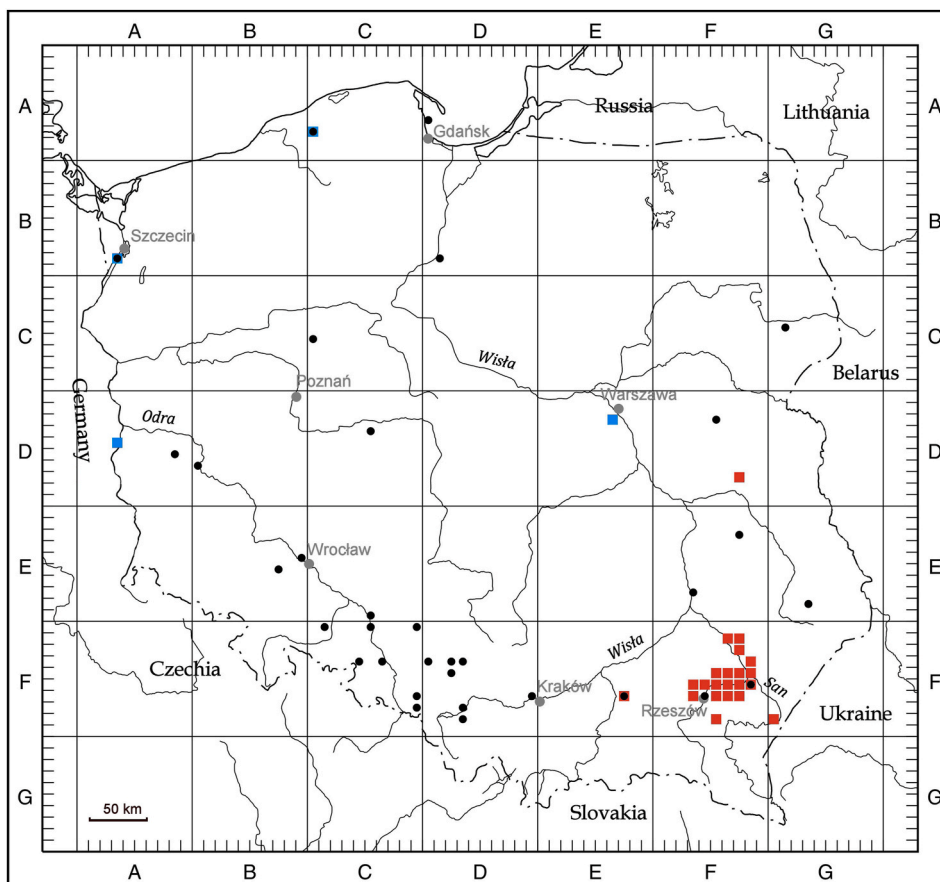 A B C D E F G
A A
Russia
Lithuania
Gdańsk
B B
Szczecin
C C
Wisła
Belarus
Poznań
Warszawa
Germany
Odra
D D
Wrocław
E E
Wisła
Czechia
F F
Kraków
San
Rzeszów
Ukraine
G G
50 km
Slovakia
A B C D E F G